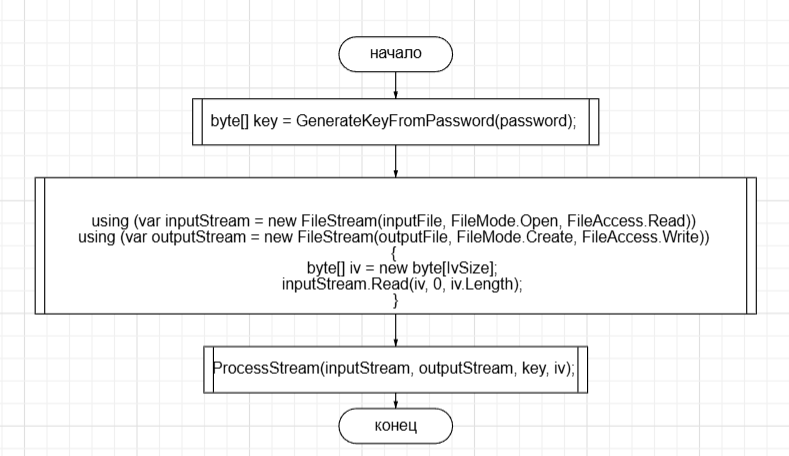 начало
byte[] key = GenerateKeyFromPassword(password);
using (var inputStream = new FileStream(inputFile, FileMode.Open, FileAccess.Read))
using (var outputStream = new FileStream(outputFile, FileMode.Create, FileAccess.Write))
{
byte[] iv = new byte[IvSize];
inputStream.Read(iv, 0, iv.Length);
}
ProcessStream(inputStream, outputStream, key, iv);
конец